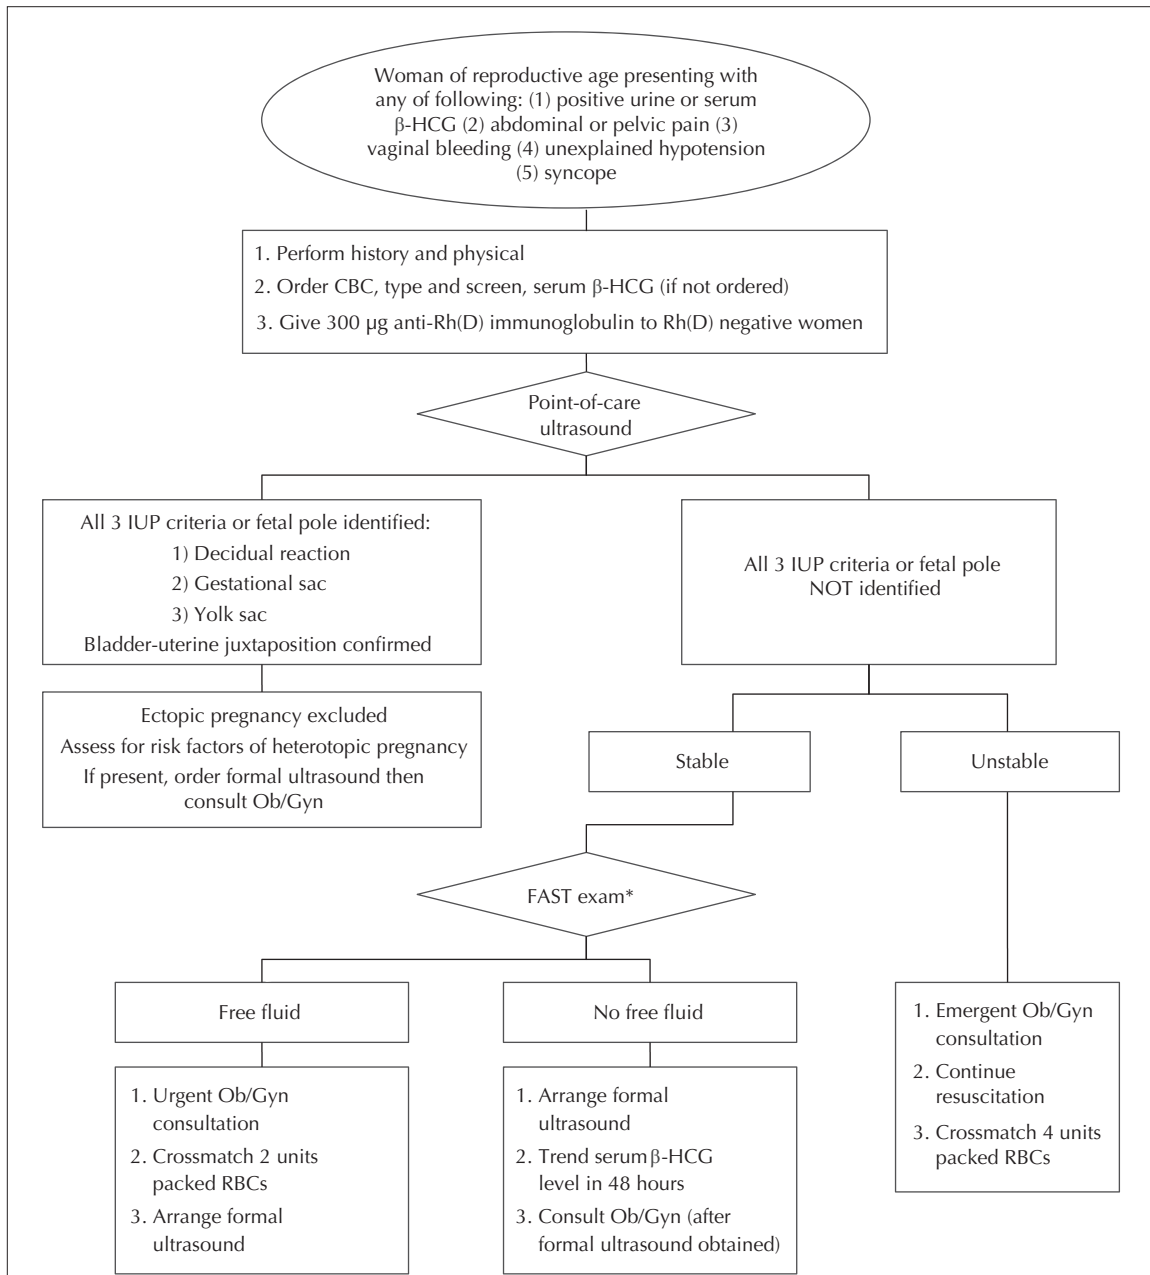 Woman of reproductive age presenting with
any of following: (1) positive urine or serum
β-HCG (2) abdominal or pelvic pain (3)
vaginal bleeding (4) unexplained hypotension
(5) syncope
1. Perform history and physical
2. Order CBC, type and screen, serum β-HCG (if not ordered)
3. Give 300 µg anti-Rh(D) immunoglobulin to Rh(D) negative women
Point-of-care
ultrasound
All 3 IUP criteria or fetal pole identified:
1) Decidual reaction
2) Gestational sac
3) Yolk sac
Bladder-uterine juxtaposition confirmed
All 3 IUP criteria or fetal pole
NOT identified
Ectopic pregnancy excluded
Assess for risk factors of heterotopic pregnancy
If present, order formal ultrasound then
consult Ob/Gyn
Stable
Unstable
FAST exam*
Free fluid
No free fluid
1. Urgent Ob/Gyn
consultation
2. Crossmatch 2 units
packed RBCs
3. Arrange formal
ultrasound
1. Arrange formal
ultrasound
2. Trend serum β-HCG
level in 48 hours
3. Consult Ob/Gyn (after
formal ultrasound obtained)
1. Emergent Ob/Gyn
consultation
2. Continue
resuscitation
3. Crossmatch 4 units
packed RBCs